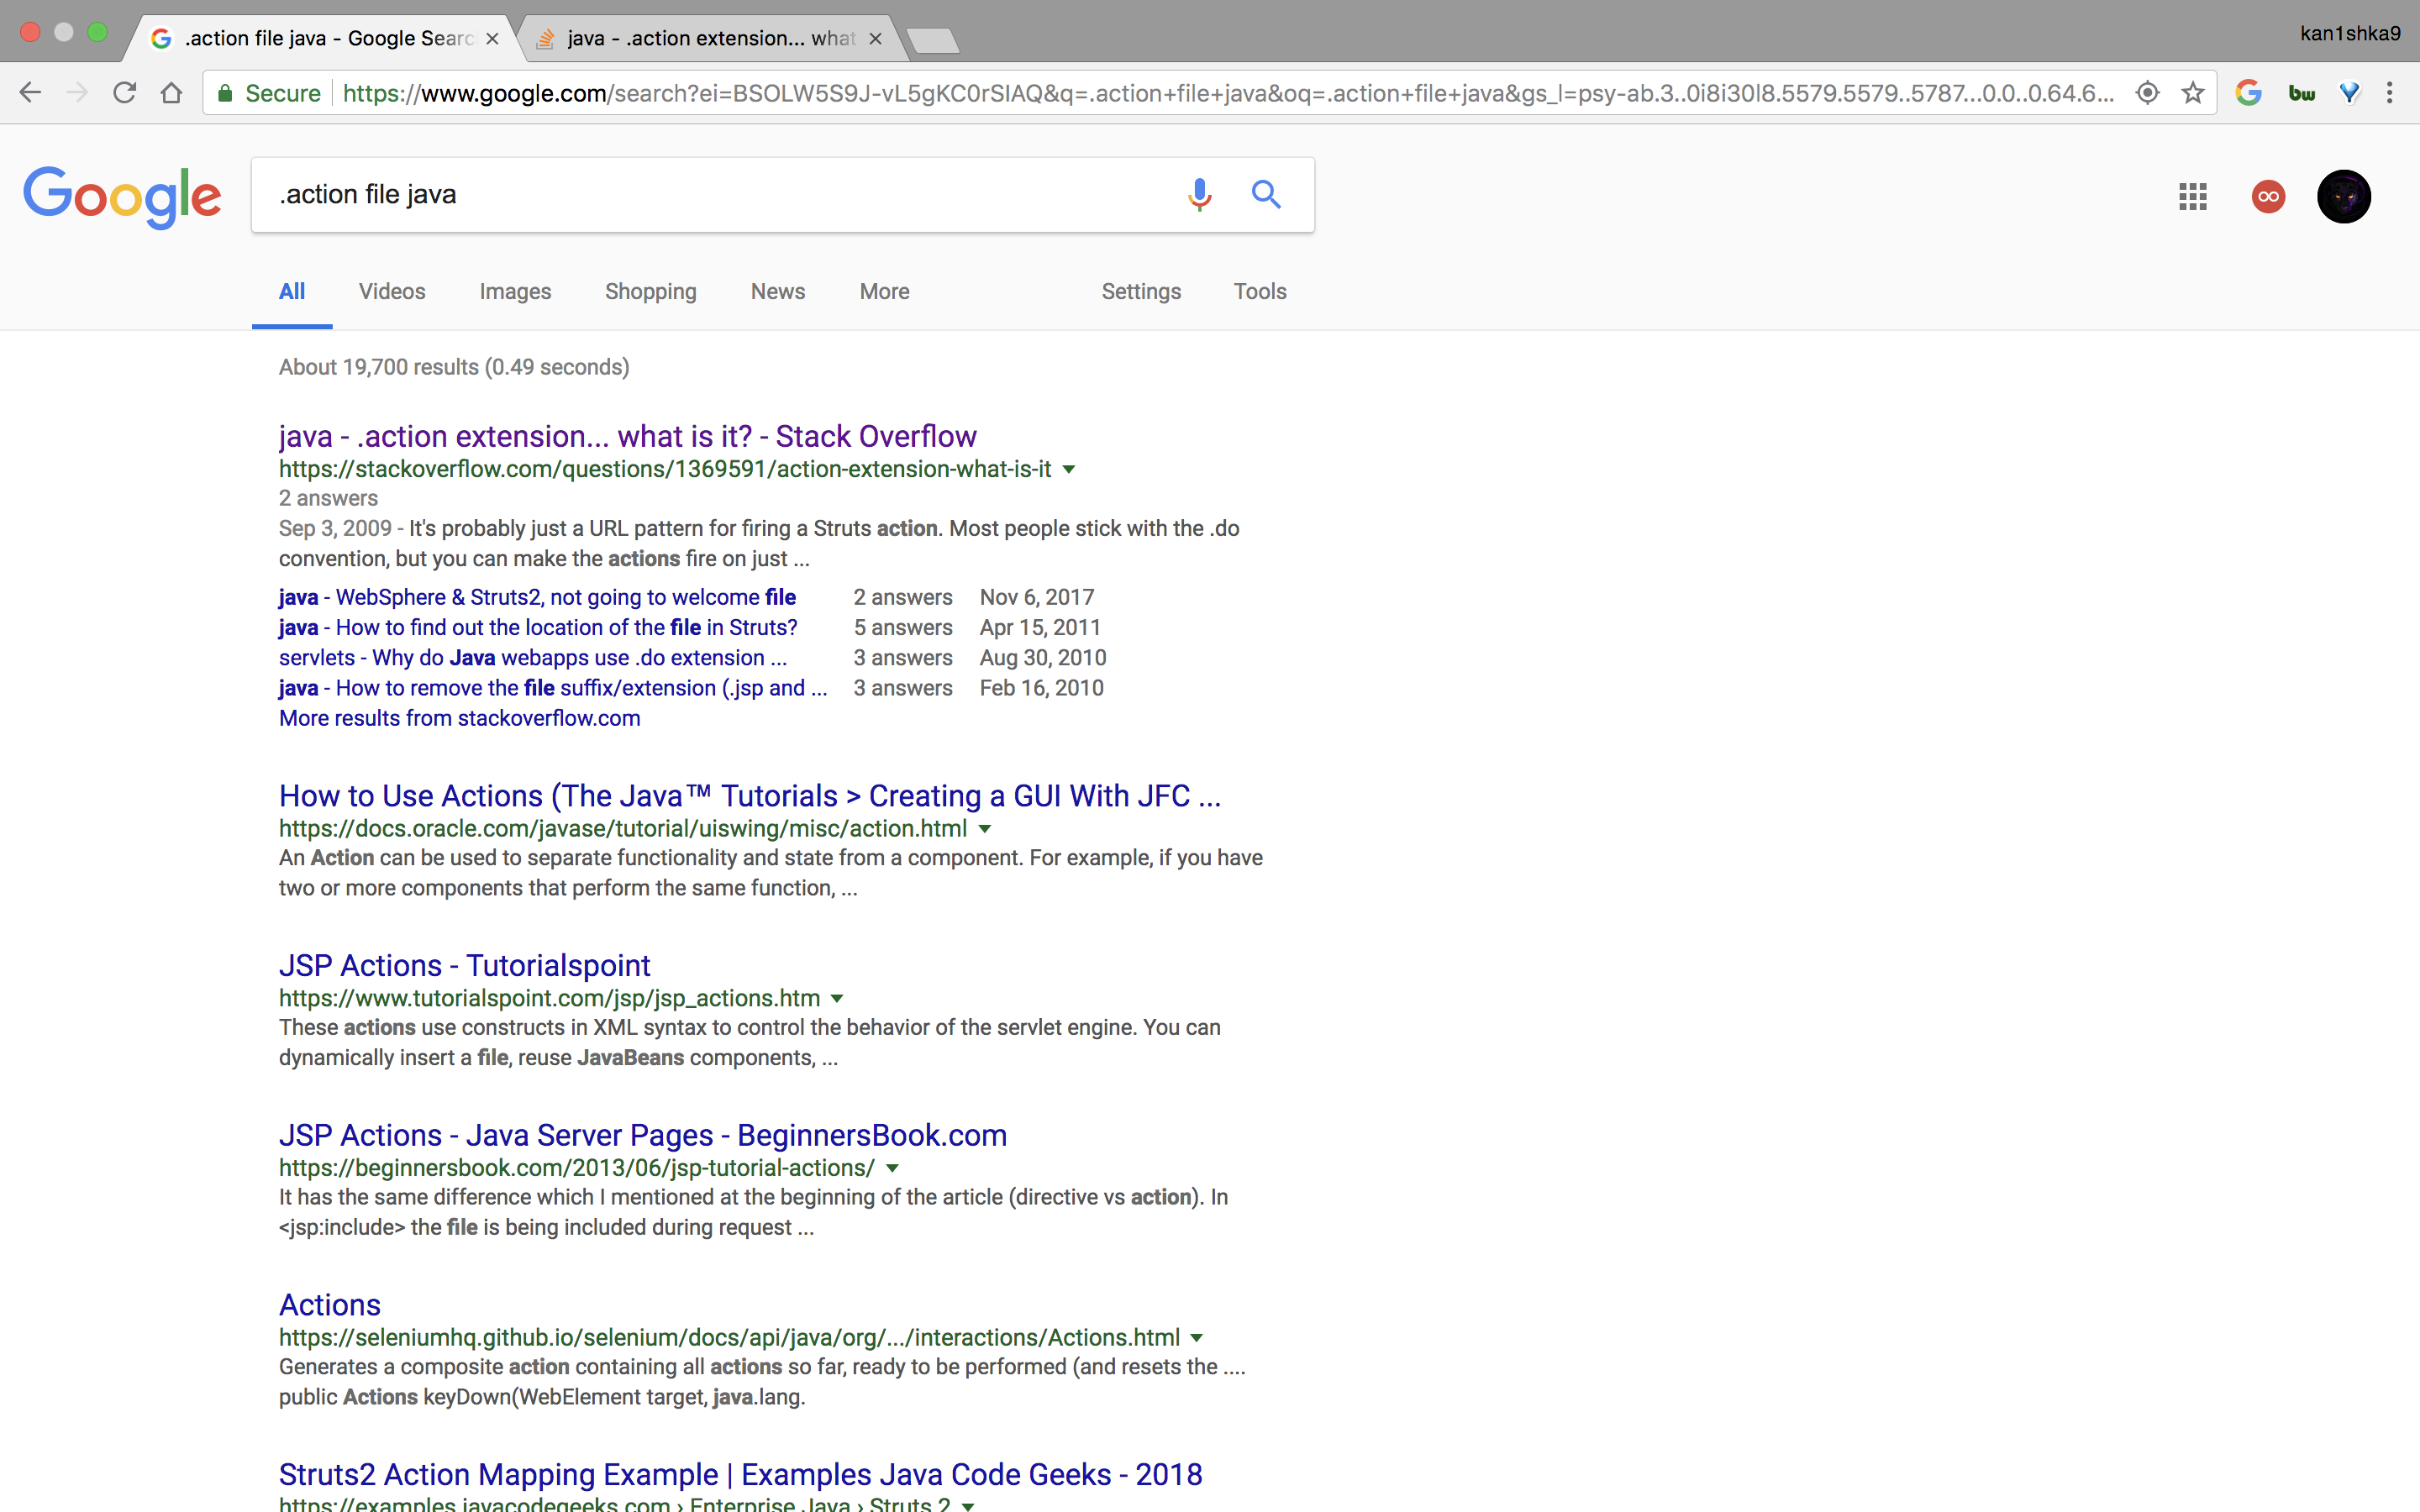 .action file java - Google Searc
java - .action extension... what
kan1shka9
Secure
https://www.google.com/search?ei=BSOLW5S9J-vL5gKC0rSIAQ&q=.action+file+java&oq=.action+file+java&gs_l=psy-ab.3..0i8i30l8.5579.5579..5787...0.0..0.64.6...
bw
Google
.action file java
All Videos Images Shopping News More Settings Tools
About 19,700 results (0.49 seconds)
java - .action extension... what is it? - Stack Overflow
https://stackoverflow.com/questions/1369591/action-extension-what-is-it
2 answers
Sep 3, 2009 - It's probably just a URL pattern for firing a Struts action. Most people stick with the .do
convention, but you can make the actions fire on just ...
java - WebSphere & Struts2, not going to welcome file 2 answers Nov 6, 2017
java - How to find out the location of the file in Struts? 5 answers Apr 15, 2011
servlets - Why do Java webapps use .do extension ... 3 answers Aug 30, 2010
java - How to remove the file suffix/extension (.jsp and ... 3 answers Feb 16, 2010
More results from stackoverflow.com
How to Use Actions (The Java™ Tutorials > Creating a GUI With JFC ...
https://docs.oracle.com/javase/tutorial/uiswing/misc/action.html
An Action can be used to separate functionality and state from a component. For example, if you have
two or more components that perform the same function, ...
JSP Actions - Tutorialspoint
https://www.tutorialspoint.com/jsp/jsp_actions.htm
These actions use constructs in XML syntax to control the behavior of the servlet engine. You can
dynamically insert a file, reuse JavaBeans components, ...
JSP Actions - Java Server Pages - BeginnersBook.com
https://beginnersbook.com/2013/06/jsp-tutorial-actions/
It has the same difference which I mentioned at the beginning of the article (directive vs action). In
<jsp:include> the file is being included during request ...
Actions
https://seleniumhq.github.io/selenium/docs/api/java/org/.../interactions/Actions.html
Generates a composite action containing all actions so far, ready to be performed (and resets the ....
public Actions keyDown(WebElement target, java.lang.
Struts2 Action Mapping Example | Examples Java Code Geeks - 2018
https://examples.javacodegeeks.com › Enterprise Java › Struts 2